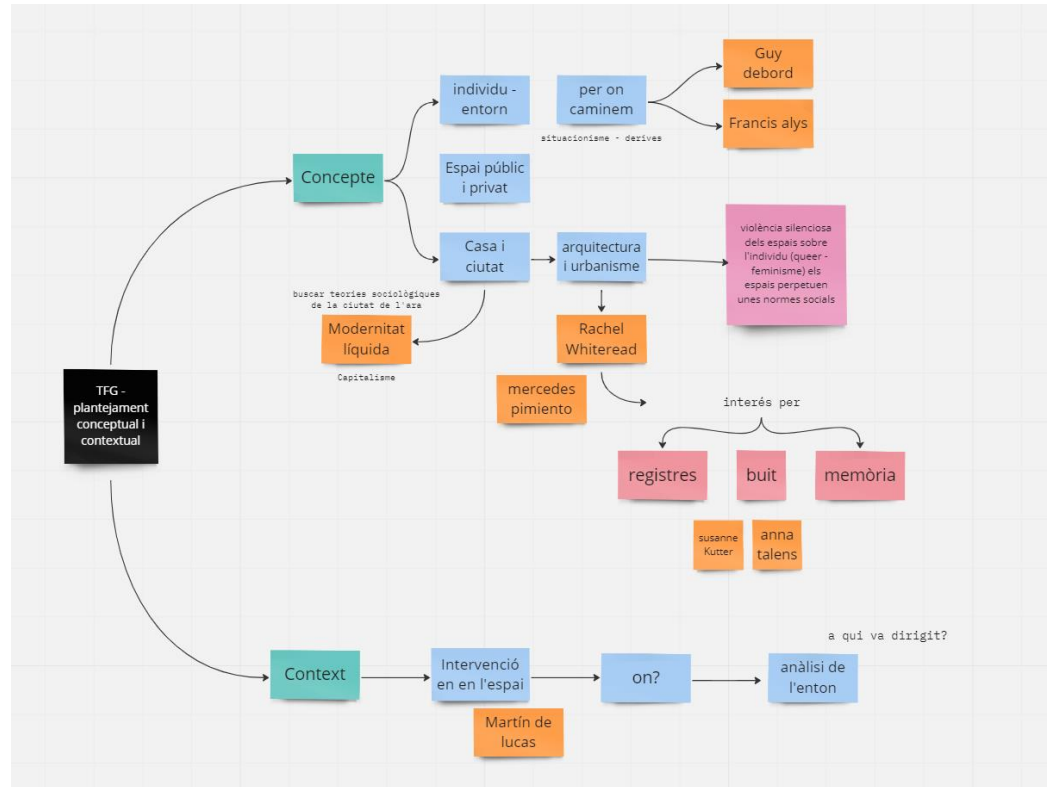 Guy
debord
individu -
entorn
per on
caminem
Francis alys
situacionisme - derives
Concepte
Espai públic
i privat
Casa i
ciutat
arquitectura
i urbanisme
violència silenciosa
dels espais sobre
l'individu (queer -
feminisme) els
espais perpetuen
unes normes socials
buscar teories sociològiques
de la ciutat de l'ara
Modernitat
líquida
Capitalisme
Rachel
Whiteread
mercedes
pimiento
TFG -
plantejament
conceptual i
contextual
interés per
registres
buit
memòria
susanne
Kutter
anna
talens
a qui va dirigit?
Context
Intervenció
en en l'espai
on?
anàlisi de
l'enton
Martín de
lucas